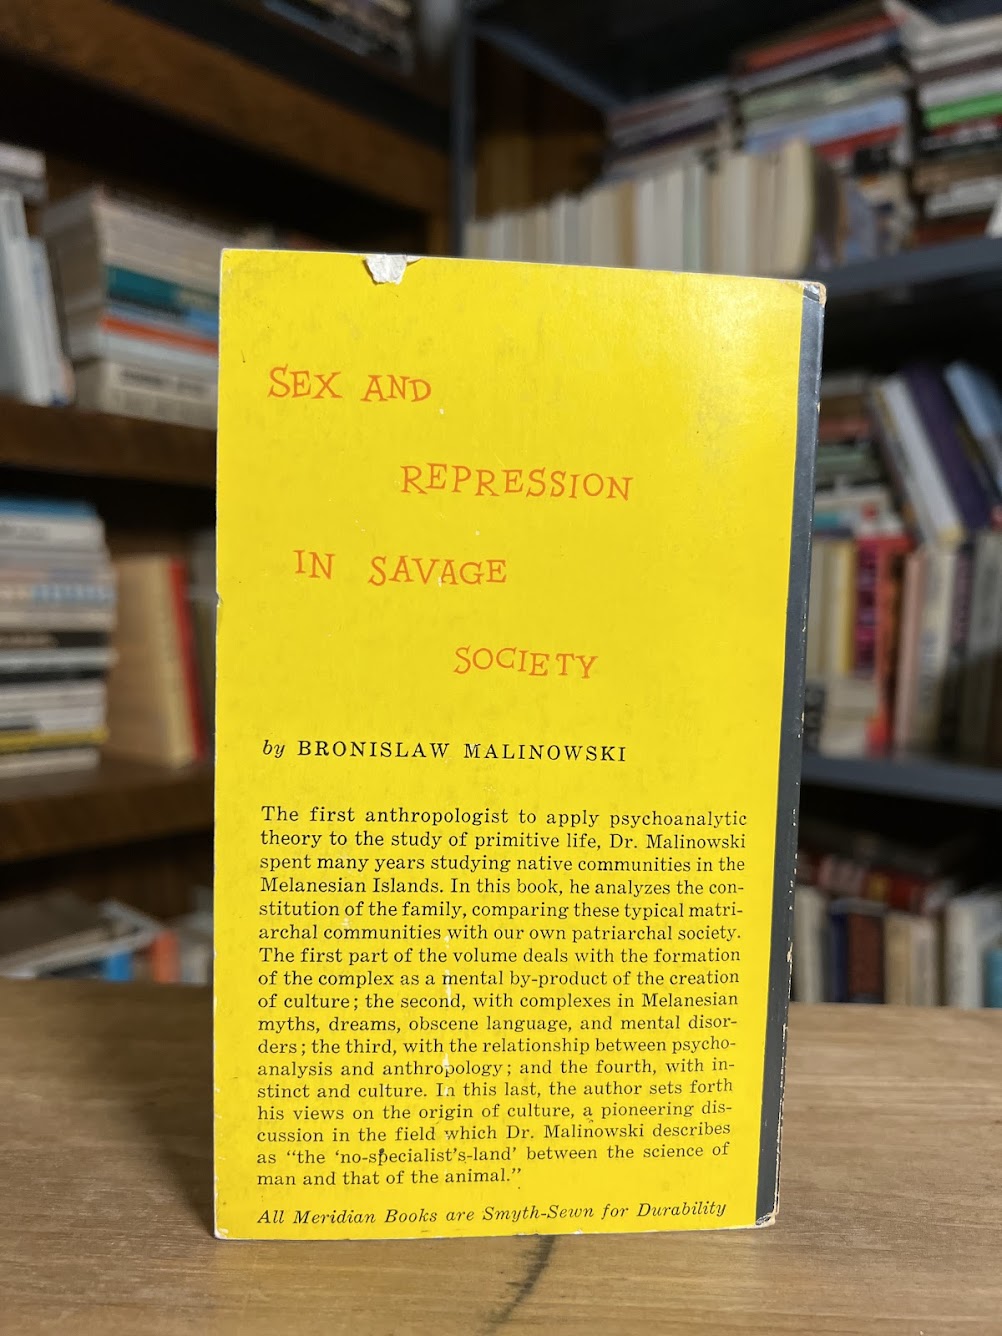 SEX AND
REPRESSION
IN SAVAGE
SOCIETY
by BRONISLAW MALINOWSKI
The first anthropologist to apply psychoanalytic
theory to the study of primitive life, Dr. Malinowski
spent many years studying native communities in the
Melanesian Islands. In this book, he analyzes the con-
stitution of the family, comparing these typical matri-
archal communities with our own patriarchal society.
The first part of the volume deals with the formation
of the complex as a mental by-product of the creation
of culture; the second, with complexes in Melanesian
myths, dreams, obscene language, and mental disor-
ders; the third, with the relationship between psycho-
analysis and anthropology; and the fourth, with in-
stinct and culture. In this last, the author sets forth
his views on the origin of culture, a pioneering dis-
cussion in the field which Dr. Malinowski describes
as "the 'no-specialist's-land' between the science of
man and that of the animal."
All Meridian Books are Smyth-Sewn for Durability